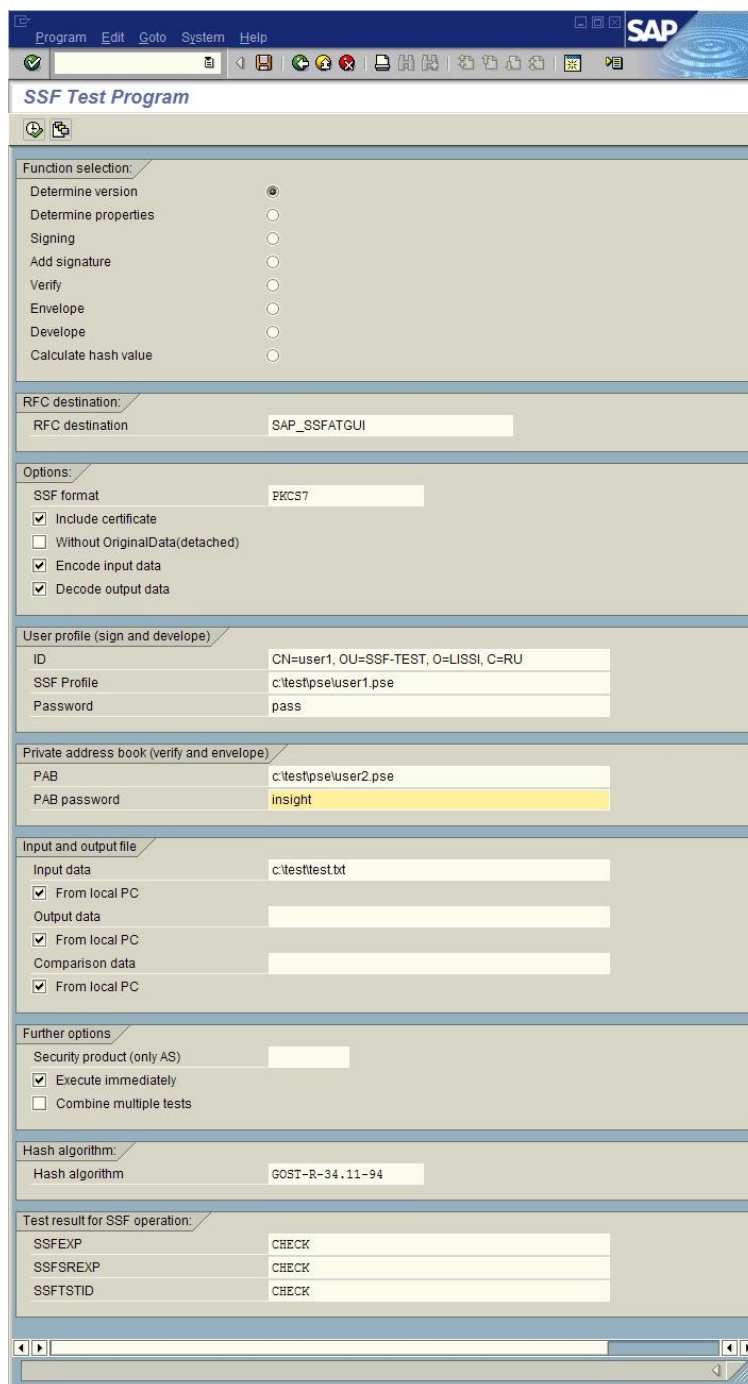 Program Edit Goto System Help
SAP
SSF Test Program
Function selection:
Determine version
Determine properties
Signing
Add signature
Verify
Envelope
Develope
Calculate hash value
RFC destination:
RFC destination SAP_SSFATGUI
Options:
SSF format PKCS7
Include certificate
Without OriginalData(detached)
Encode input data
Decode output data
User profile (sign and develope)
ID CN=user1, OU=SSF-TEST, O=LISSI, C=RU
SSF Profile c:\test\pse\user1.pse
Password pass
Private address book (verify and envelope)
PAB c:\test\pse\user2.pse
PAB password insight
Input and output file
Input data c:\test\test.txt
From local PC
Output data
From local PC
Comparison data
From local PC
Further options
Security product (only AS)
Execute immediately
Combine multiple tests
Hash algorithm:
Hash algorithm GOST-R-34.11-94
Test result for SSF operation:
SSFEXP CHECK
SSFSREXP CHECK
SSFTSTID CHECK